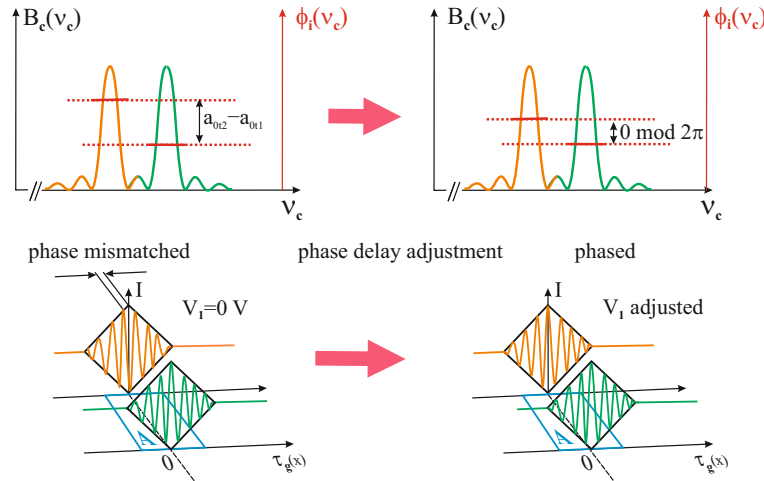 B_c(ν_c) ϕ_i(ν_c) B_c(ν_c) ϕ_i(ν_c)
a_0t2−a_0t1 0 mod 2π
ν_c ν_c
phase mismatched phase delay adjustment phased
I I
V_1=0 V V_1 adjusted
A A
0 τ_g(x) 0 τ_g(x)